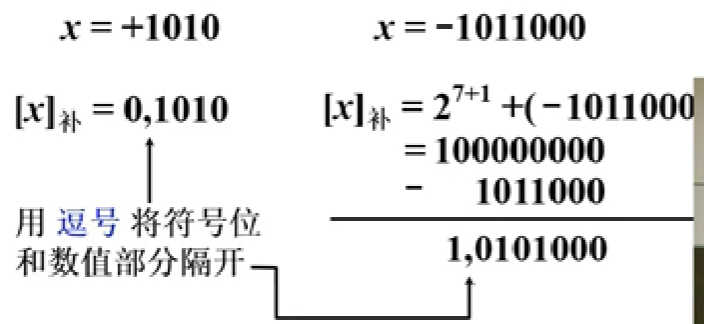 x = +1010
x = −1011000
[x]补 = 0,1010
[x]补 = 2^{7+1} +(−1011000
= 100000000
− 1011000
1,0101000
用 逗号 将符号位
和数值部分隔开